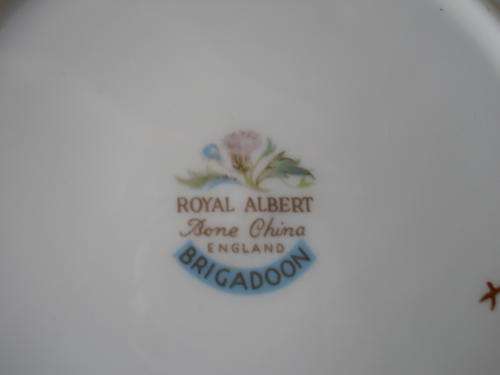 ROYAL ALBERT
Bone China
ENGLAND
BRIGADOON